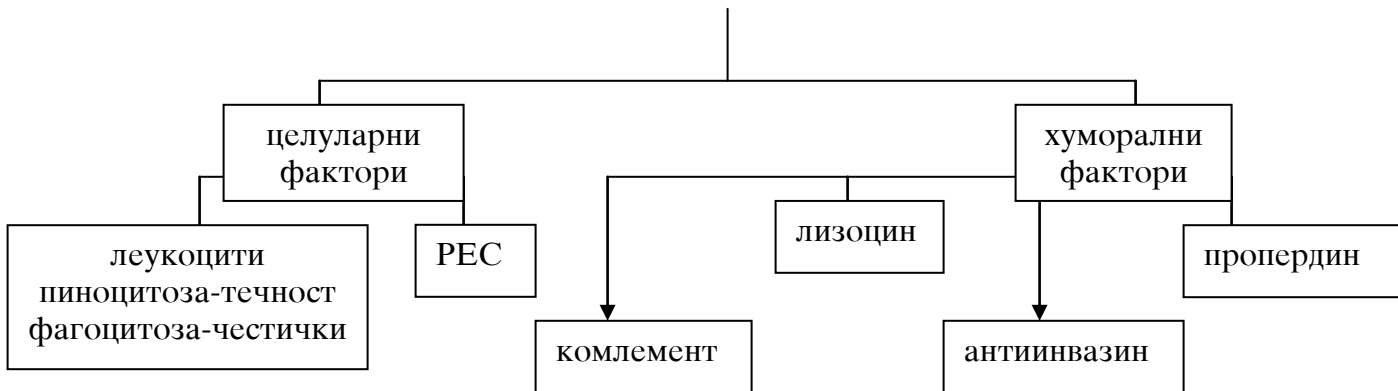 целуларни
фактори
хуморални
фактори
леукоцити
пиноцитоза-течност
фагоцитоза-честички
РЕС
лизоцин
пропердин
комлемент
антиинвазин